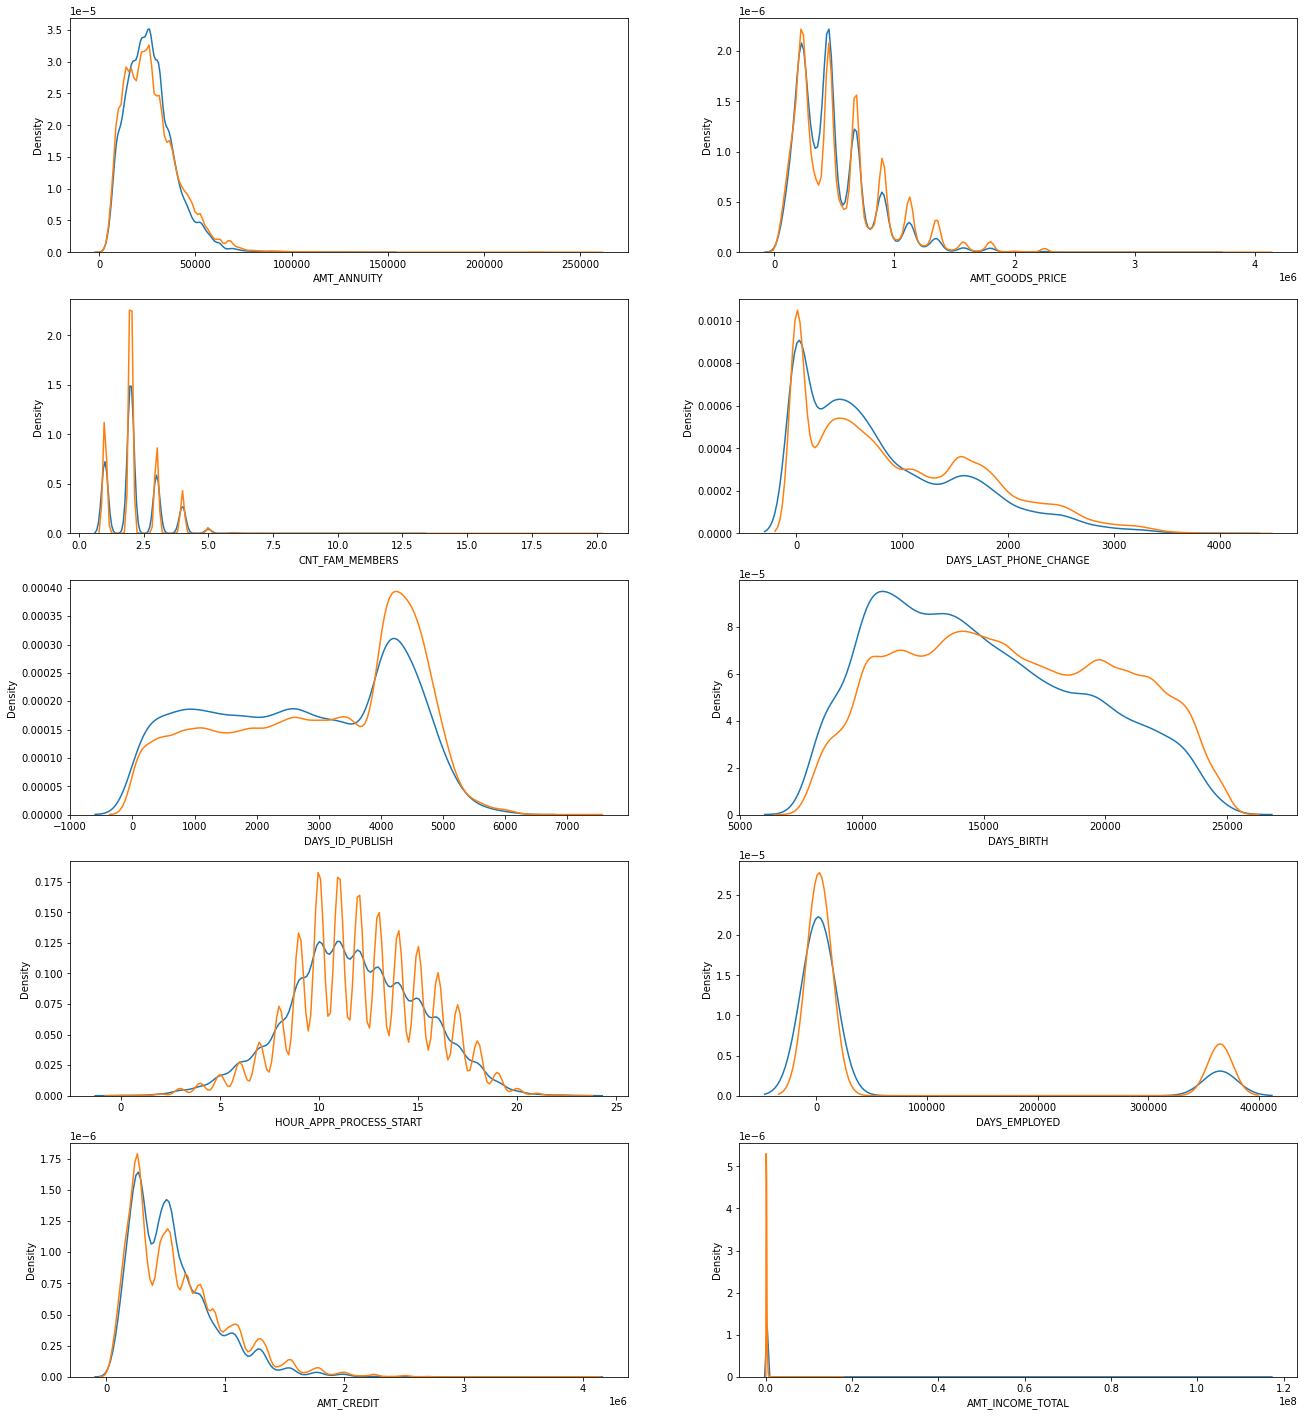 1e−5
3.5
3.0
2.5
2.0
1.5
1.0
0.5
0.0
Density
0 50000 100000 150000 200000 250000
AMT_ANNUITY
1e−6
2.0
1.5
1.0
0.5
0.0
Density
0 1 2 3 4
1e6
AMT_GOODS_PRICE
2.0
1.5
1.0
0.5
0.0
Density
0.0 2.5 5.0 7.5 10.0 12.5 15.0 17.5 20.0
CNT_FAM_MEMBERS
0.0010
0.0008
0.0006
0.0004
0.0002
0.0000
Density
0 1000 2000 3000 4000
DAYS_LAST_PHONE_CHANGE
0.00040
0.00035
0.00030
0.00025
0.00020
0.00015
0.00010
0.00005
0.00000
Density
−1000 0 1000 2000 3000 4000 5000 6000 7000
DAYS_ID_PUBLISH
1e−5
8
6
4
2
0
Density
5000 10000 15000 20000 25000
DAYS_BIRTH
0.175
0.150
0.125
0.100
0.075
0.050
0.025
0.000
Density
0 5 10 15 20 25
HOUR_APPR_PROCESS_START
1e−5
2.5
2.0
1.5
1.0
0.5
0.0
Density
0 100000 200000 300000 400000
DAYS_EMPLOYED
1e−6
1.75
1.50
1.25
1.00
0.75
0.50
0.25
0.00
Density
0 1 2 3 4
1e6
AMT_CREDIT
1e−6
5
4
3
2
1
0
Density
0.0 0.2 0.4 0.6 0.8 1.0 1.2
1e8
AMT_INCOME_TOTAL